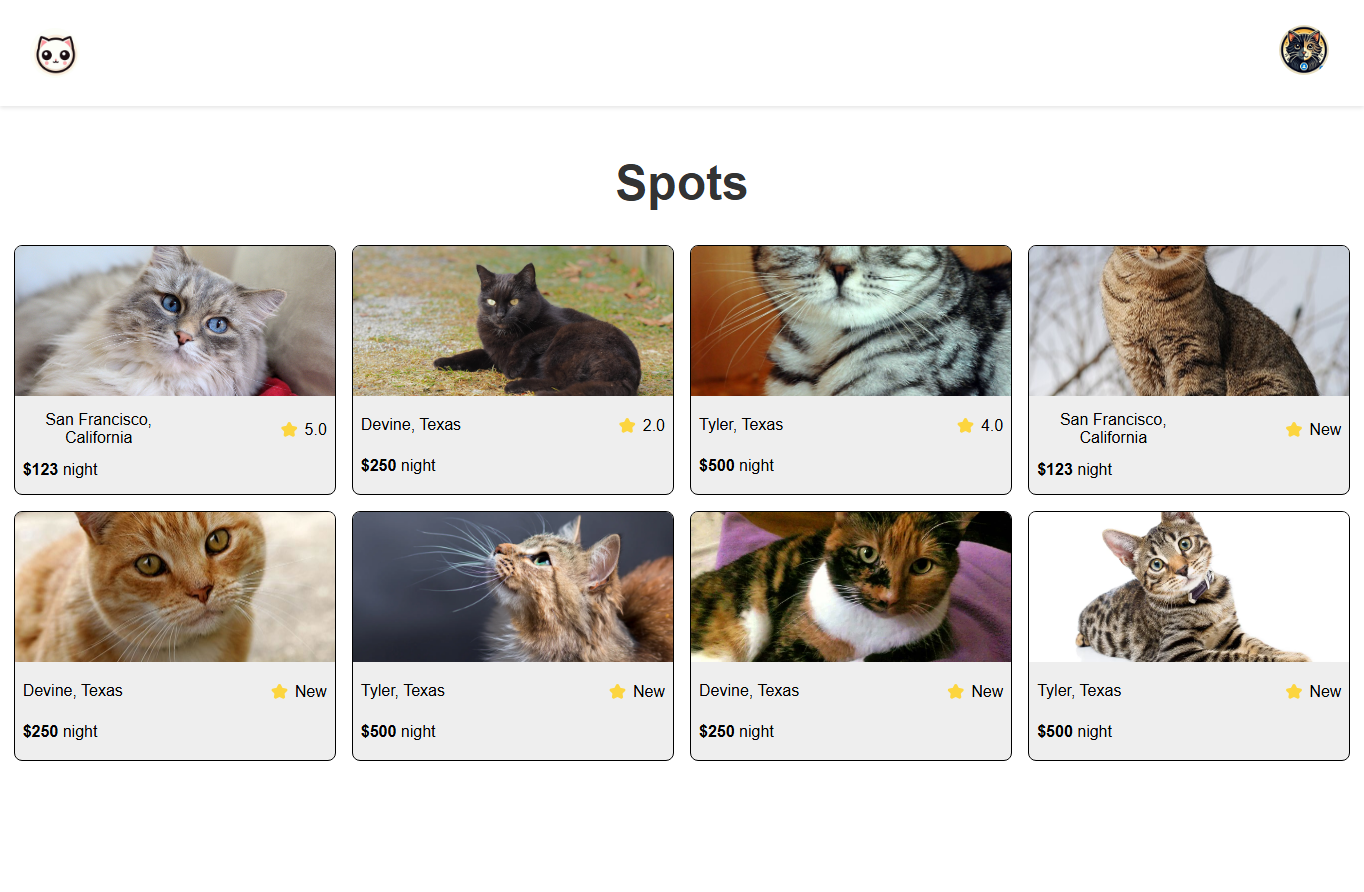 Spots
San Francisco,
California
5.0
$123 night
Devine, Texas
2.0
$250 night
Tyler, Texas
4.0
$500 night
San Francisco,
California
New
$123 night
Devine, Texas
New
$250 night
Tyler, Texas
New
$500 night
Devine, Texas
New
$250 night
Tyler, Texas
New
$500 night